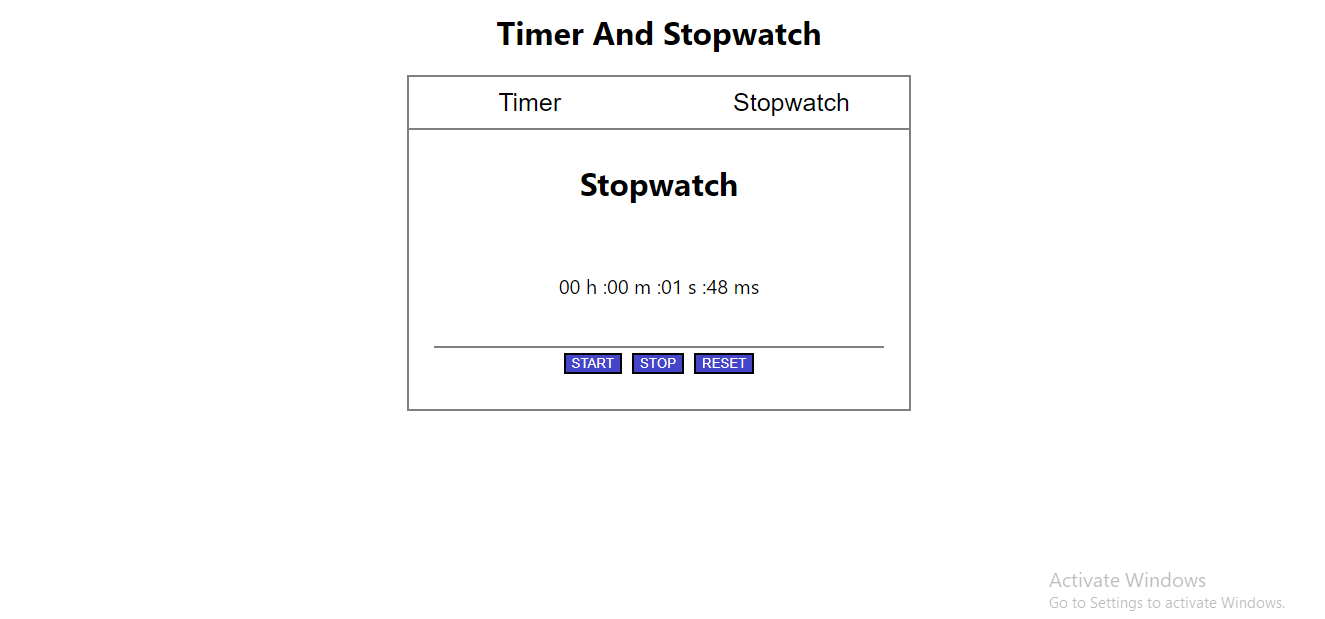 Timer And Stopwatch
Timer Stopwatch
Stopwatch
00 h :00 m :01 s :48 ms
START STOP RESET
Activate Windows
Go to Settings to activate Windows.